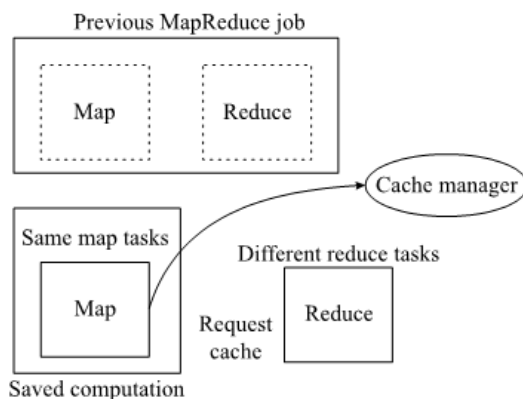 Previous MapReduce job
Map
Reduce
Cache manager
Same map tasks
Different reduce tasks
Map
Request
cache
Reduce
Saved computation